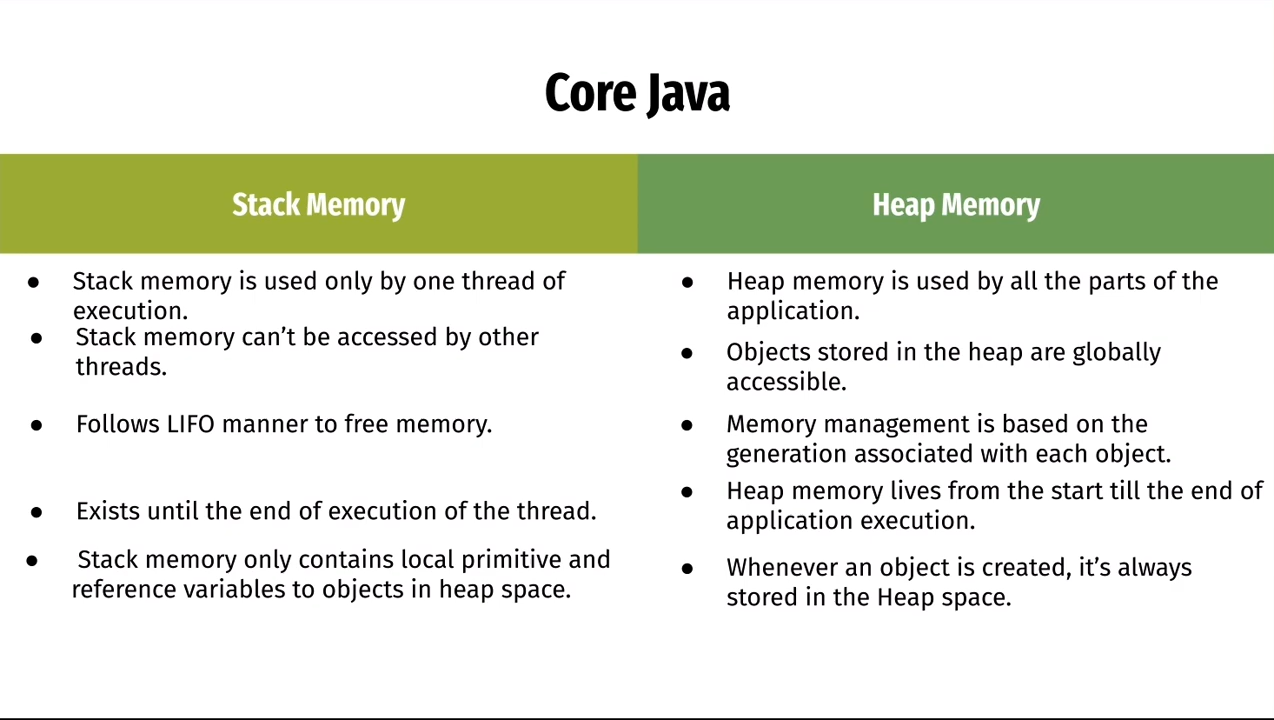 Core Java
Stack Memory
Heap Memory
● Stack memory is used only by one thread of
execution.
● Stack memory can’t be accessed by other
threads.
● Follows LIFO manner to free memory.
● Exists until the end of execution of the thread.
● Stack memory only contains local primitive and
reference variables to objects in heap space.
● Heap memory is used by all the parts of the
application.
● Objects stored in the heap are globally
accessible.
● Memory management is based on the
generation associated with each object.
● Heap memory lives from the start till the end of
application execution.
● Whenever an object is created, it’s always
stored in the Heap space.